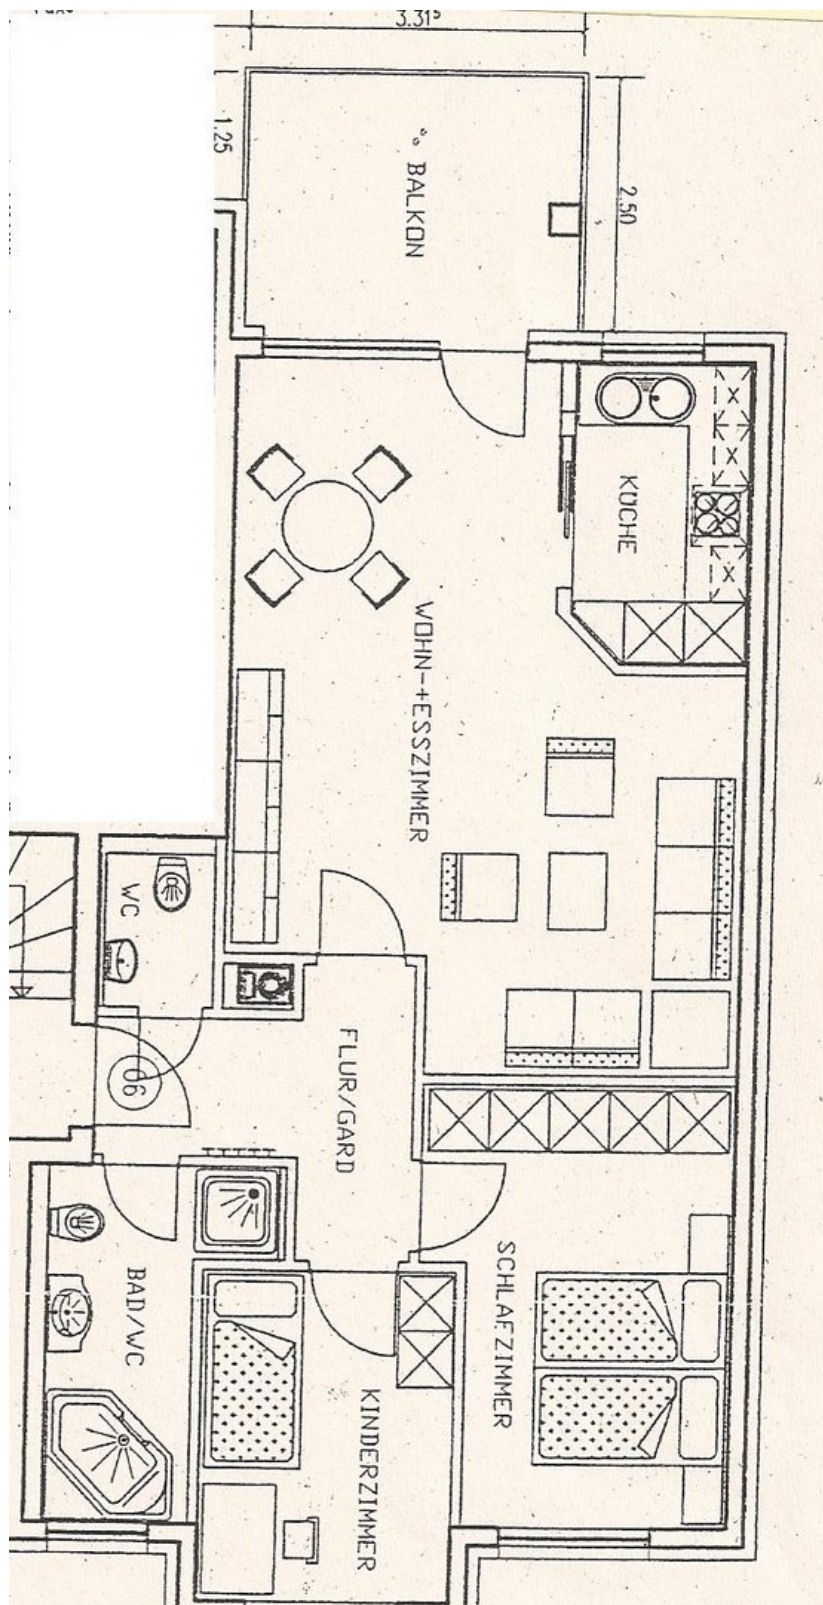 3.31⁵
1.25
2.50
BALKON
KÜCHE
WOHN-+ESSZIMMER
WC
FLUR/GARD
06
BAD/WC
SCHLAFZIMMER
KINDERZIMMER